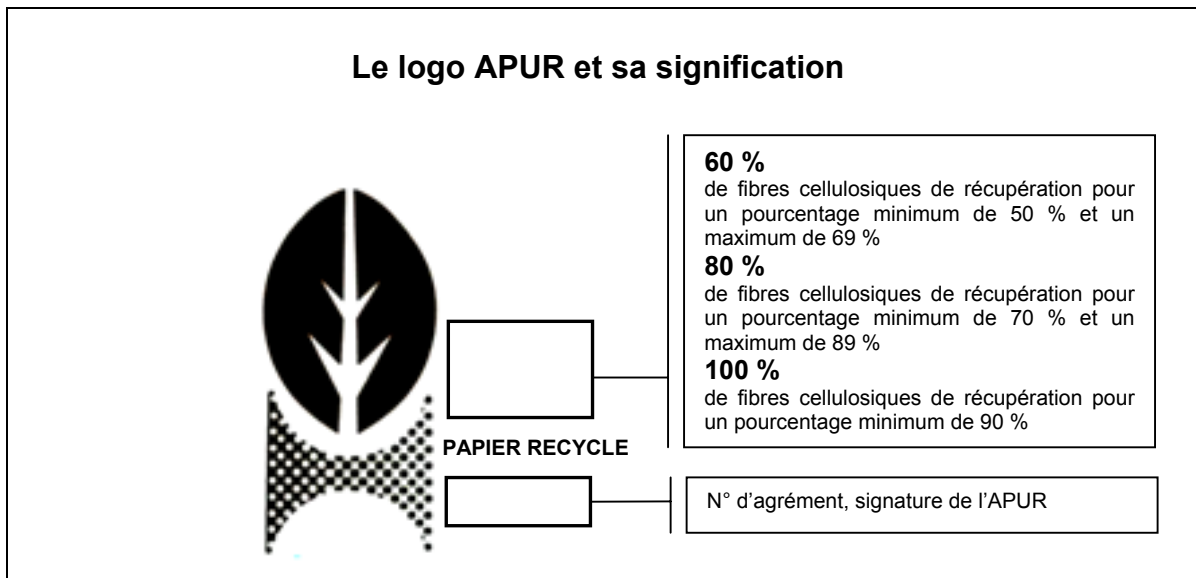 Le logo APUR et sa signification
60 %
de fibres cellulosiques de récupération pour
un pourcentage minimum de 50 % et un
maximum de 69 %
80 %
de fibres cellulosiques de récupération pour
un pourcentage minimum de 70 % et un
maximum de 89 %
100 %
de fibres cellulosiques de récupération pour
un pourcentage minimum de 90 %
PAPIER RECYCLE
N° d'agrément, signature de l'APUR